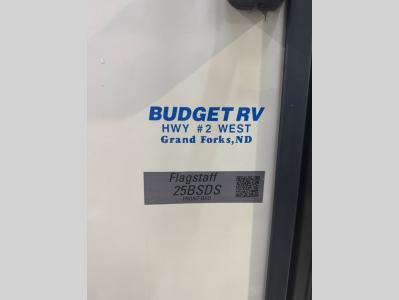 BUDGET RV
HWY #2 WEST
Grand Forks, ND
Flagstaff
25BSDS
FRONT BED